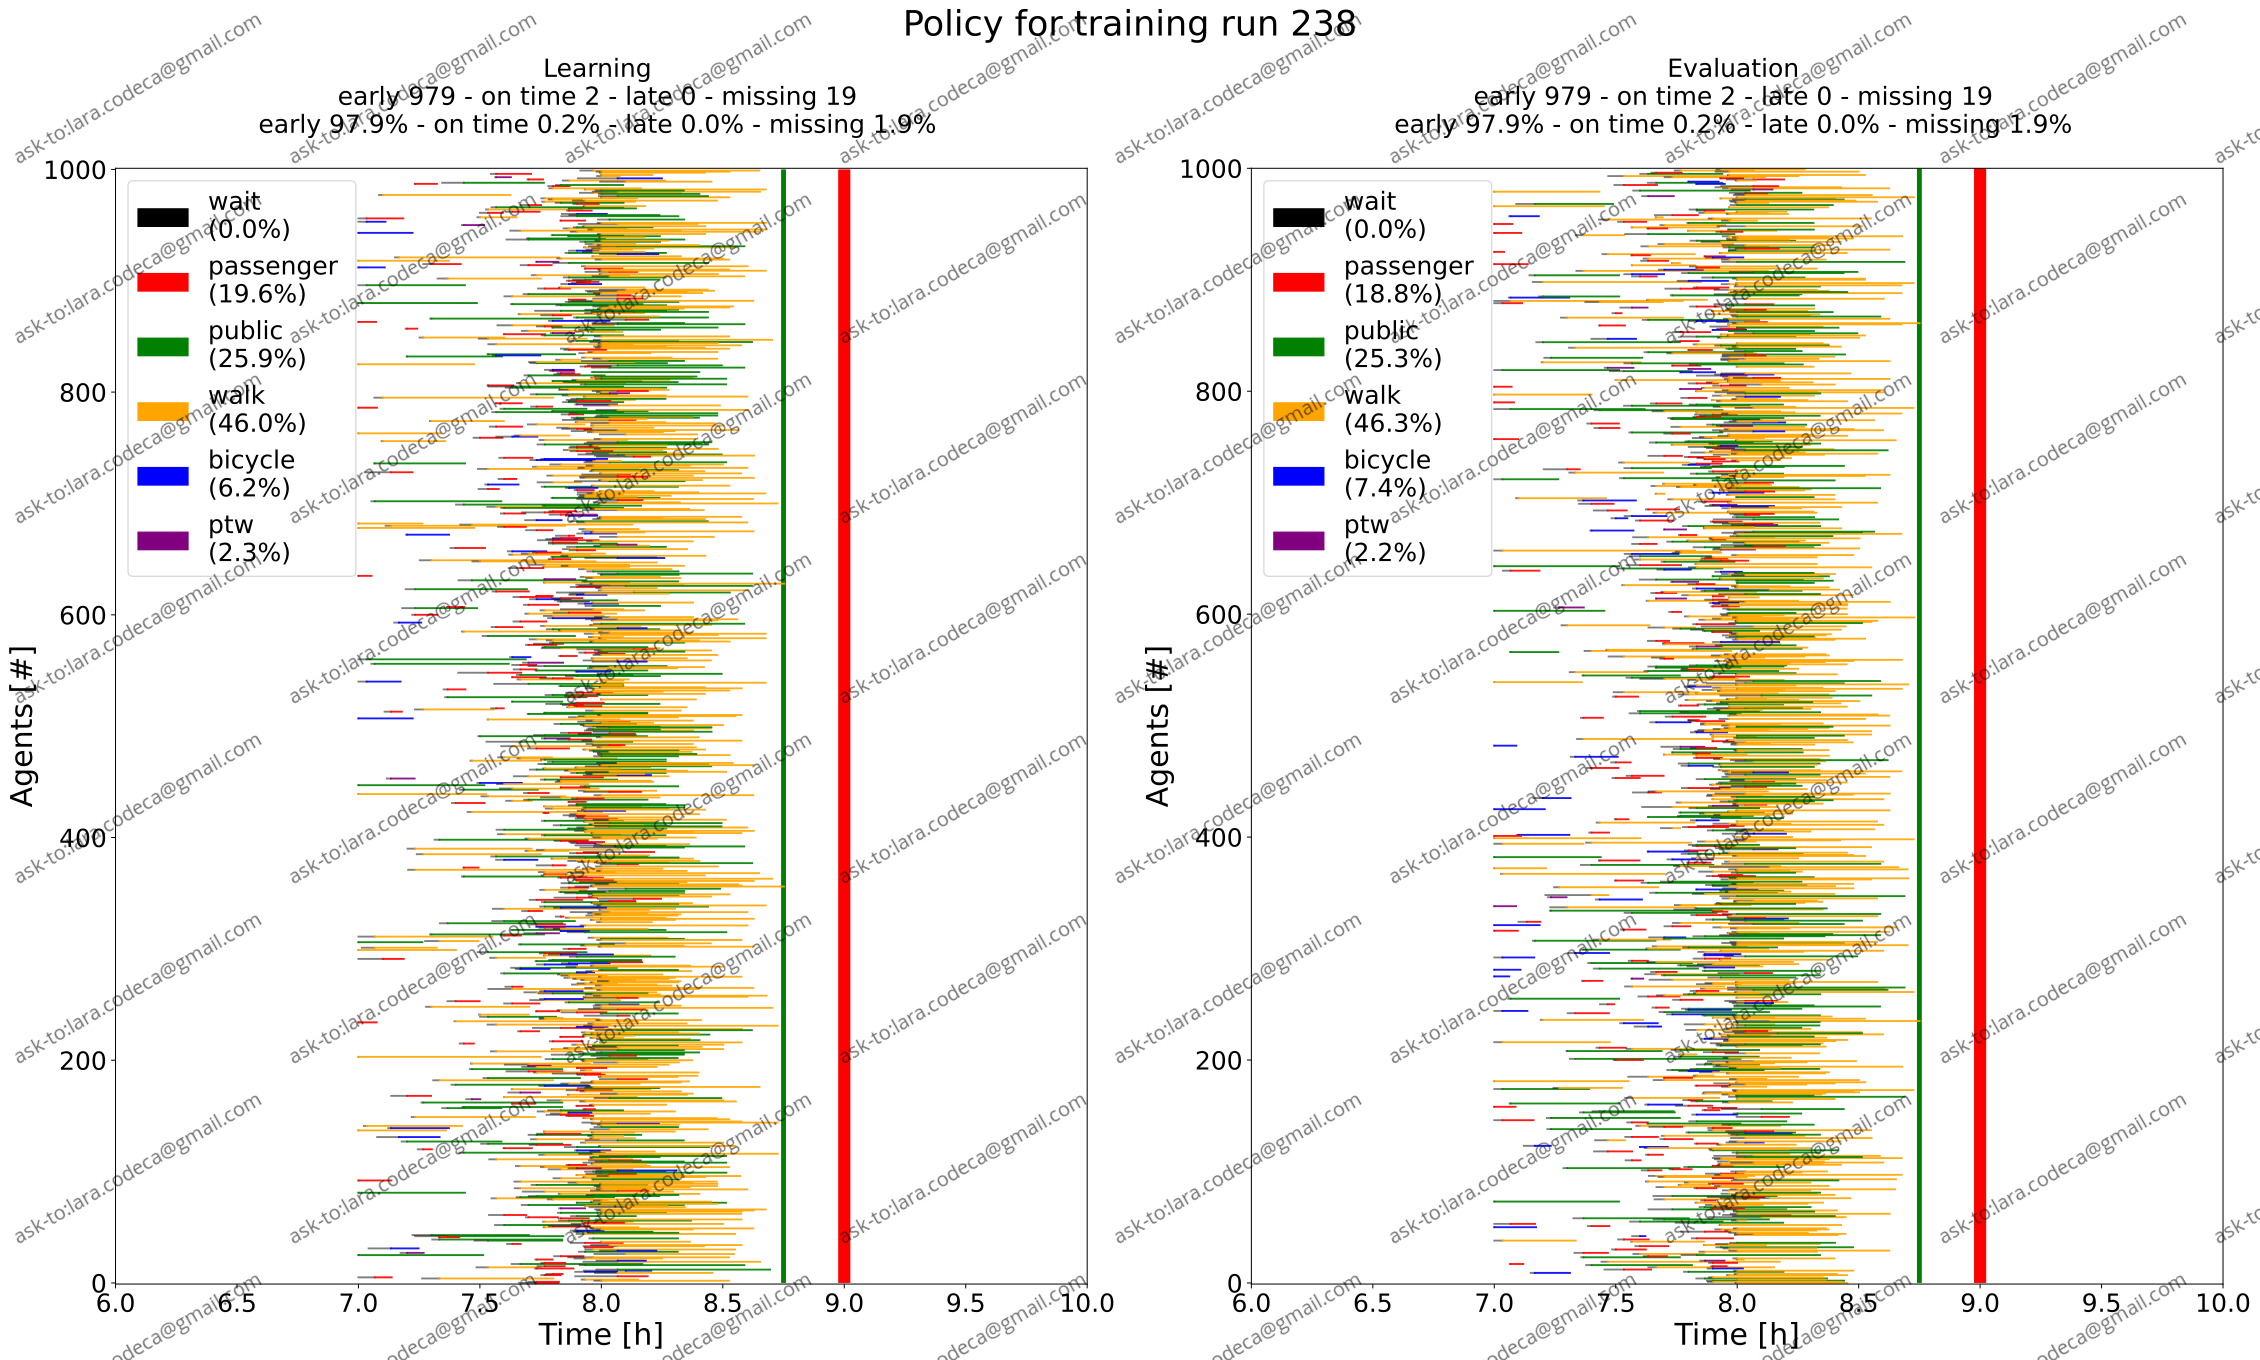 Policy for training run 238
Learning
early 979 - on time 2 - late 0 - missing 19
early 97.9% - on time 0.2% - late 0.0% - missing 1.9%
1000
800
600
400
200
0
Agents [#]
wait
(0.0%)
passenger
(19.6%)
public
(25.9%)
walk
(46.0%)
bicycle
(6.2%)
ptw
(2.3%)
6.0 6.5 7.0 7.5 8.0 8.5 9.0 9.5 10.0
Time [h]
Evaluation
early 979 - on time 2 - late 0 - missing 19
early 97.9% - on time 0.2% - late 0.0% - missing 1.9%
1000
800
600
400
200
0
Agents [#]
wait
(0.0%)
passenger
(18.8%)
public
(25.3%)
walk
(46.3%)
bicycle
(7.4%)
ptw
(2.2%)
6.0 6.5 7.0 7.5 8.0 8.5 9.0 9.5 10.0
Time [h]
ask-to:lara.codeca@gmail.com